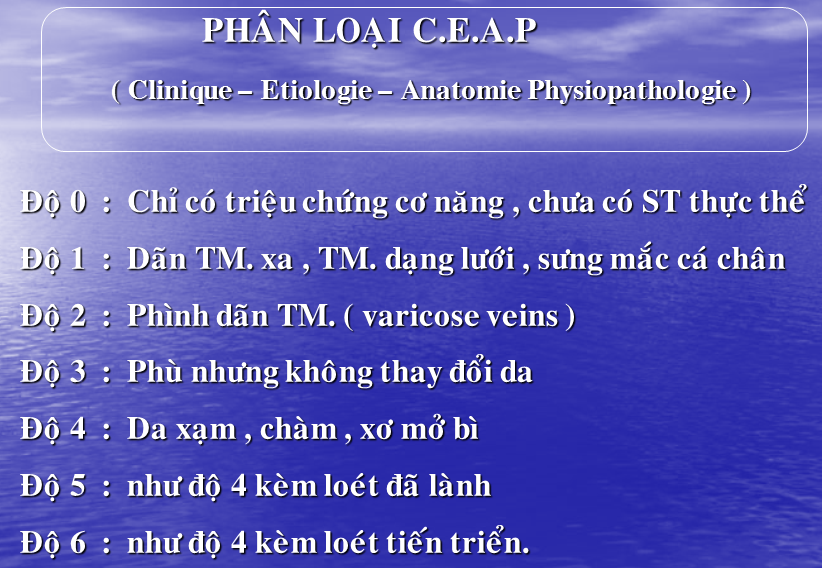 PHÂN LOẠI C.E.A.P
( Clinique – Etiologie – Anatomie Physiopathologie )
Độ 0 : Chỉ có triệu chứng cơ năng , chưa có ST thực thể
Độ 1 : Dãn TM. xa , TM. dạng lưới , sưng mắc cá chân
Độ 2 : Phình dãn TM. ( varicose veins )
Độ 3 : Phù nhưng không thay đổi da
Độ 4 : Da xạm , chàm , xơ mở bì
Độ 5 : như độ 4 kèm loét đã lành
Độ 6 : như độ 4 kèm loét tiến triển.